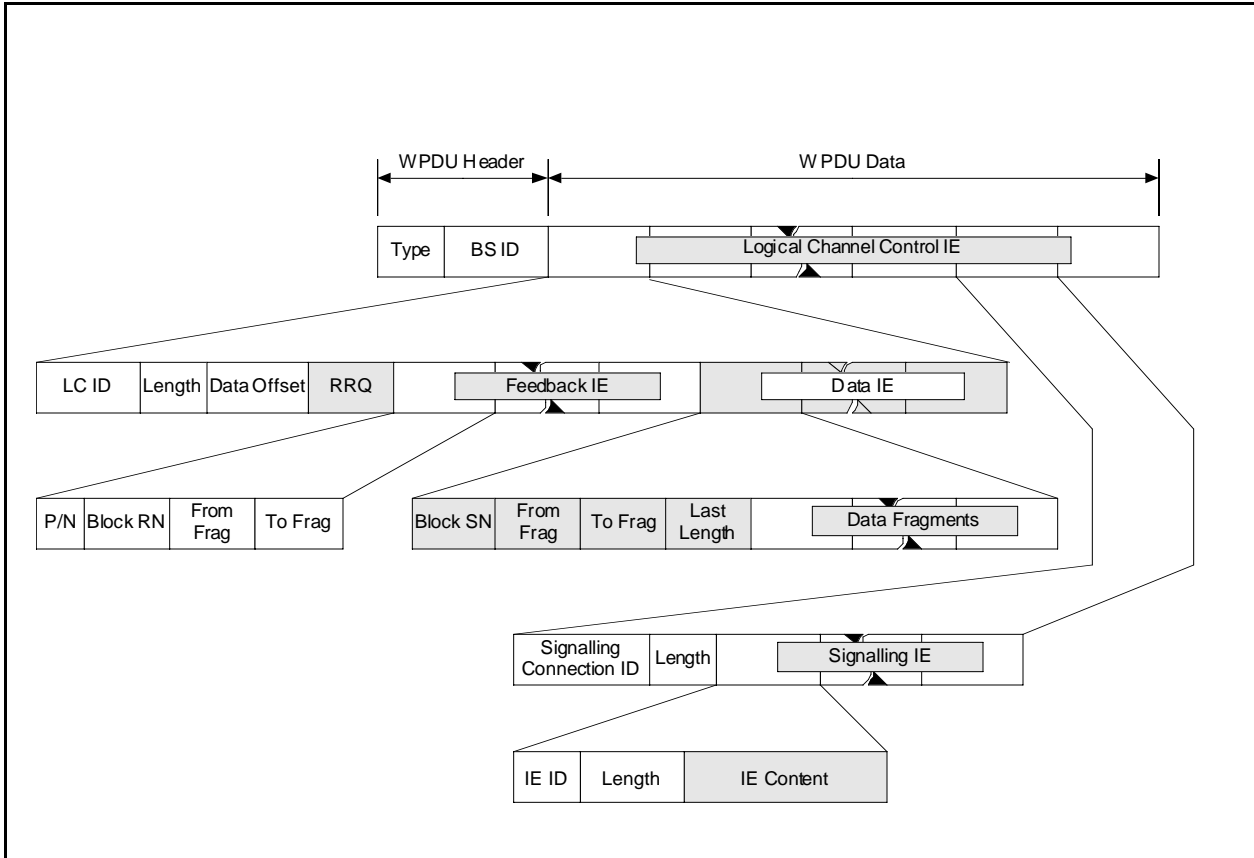 WPDU Header
WPDU Data
Type
BS ID
Logical Channel Control IE
LC ID
Length
Data Offset
RRQ
Feedback IE
Data IE
P/N
Block RN
From
Frag
To Frag
Block SN
From
Frag
To Frag
Last
Length
Data Fragments
Signalling
Connection ID
Length
Signalling IE
IE ID
Length
IE Content